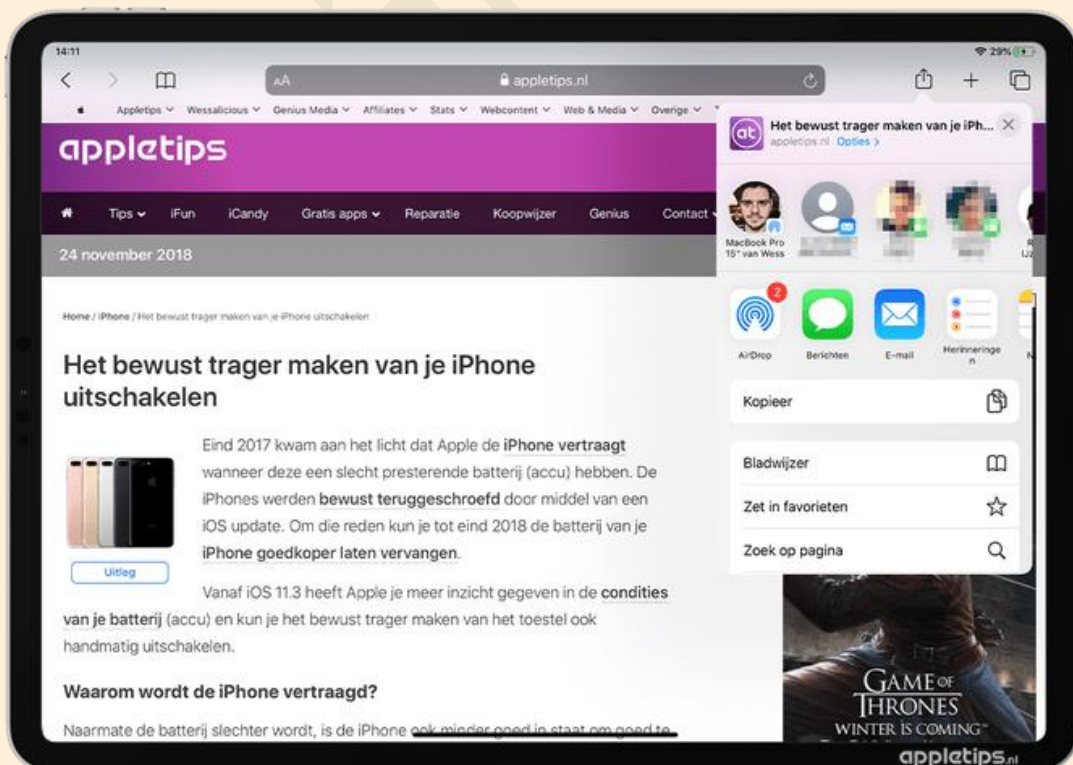 14:11
29%
AA
appletips.nl
Appletips
Wessalicious
Genius Media
Affiliates
Stats
Webcontent
Web & Media
Overige
appletips
Tips
iFun
iCandy
Gratis apps
Reparatie
Koopwijzer
Genius
Contact
24 november 2018
Home / iPhone / Het bewust trager maken van je iPhone uitschakelen
Het bewust trager maken van je iPhone
uitschakelen
Eind 2017 kwam aan het licht dat Apple de iPhone vertraagt
wanneer deze een slecht presterende batterij (accu) hebben. De
iPhones werden bewust teruggeschroefd door middel van een
iOS update. Om die reden kun je tot eind 2018 de batterij van je
iPhone goedkoper laten vervangen.
Uitleg
Vanaf iOS 11.3 heeft Apple je meer inzicht gegeven in de condities
van je batterij (accu) en kun je het bewust trager maken van het toestel ook
handmatig uitschakelen.
Waarom wordt de iPhone vertraagd?
Naarmate de batterij slechter wordt, is de iPhone ook minder goed in staat om goed te
at
Het bewust trager maken van je iPh...
appletips.nl Opties >
MacBook Pro
15" van Wess
2
AirDrop
Berichten
E-mail
Herinneringe
n
Kopieer
Bladwijzer
Zet in favorieten
Zoek op pagina
GAME OF
THRONES
WINTER IS COMING
appletips.nl